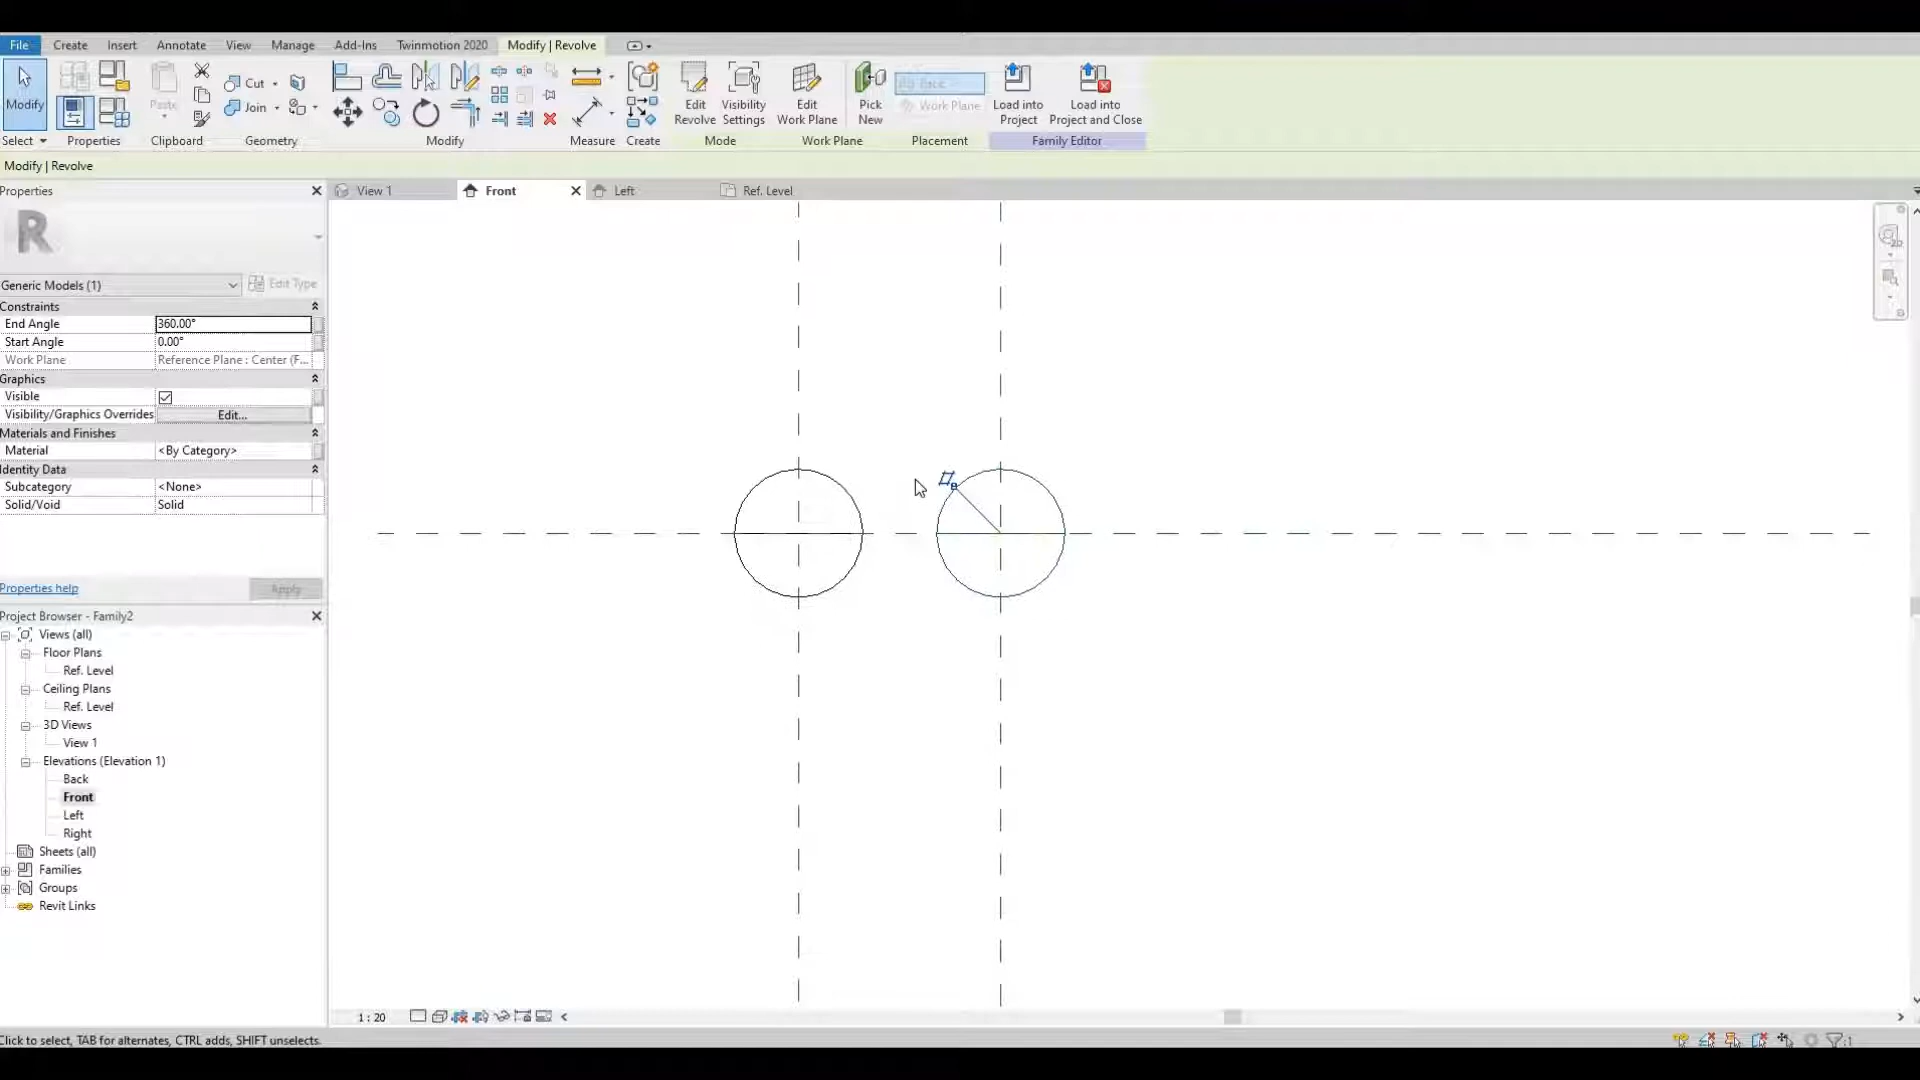 File Create Insert Annotate View Manage Add-Ins Twinmotion 2020 Modify | Revolve
Modify
Paste
Cut
Join
Edit Revolve
Visibility Settings
Edit Work Plane
Pick New
Back
Work Plane
Load into Project
Load into Project and Close
Select Properties Clipboard Geometry Modify Measure Create Mode Work Plane Placement Family Editor
Modify | Revolve
Properties
View 1 Front Left Ref. Level
R
Generic Models (1) Edit Type
Constraints
End Angle 360.00°
Start Angle 0.00°
Work Plane Reference Plane : Center (F...
Graphics
Visible
Visibility/Graphics Overrides Edit...
Materials and Finishes
Material <By Category>
Identity Data
Subcategory <None>
Solid/Void Solid
Properties help Apply
Project Browser - Family2
Views (all)
Floor Plans
Ref. Level
Ceiling Plans
Ref. Level
3D Views
View 1
Elevations (Elevation 1)
Back
Front
Left
Right
Sheets (all)
Families
Groups
Revit Links
1 : 20
Click to select, TAB for alternates, CTRL adds, SHIFT unselects.
:1